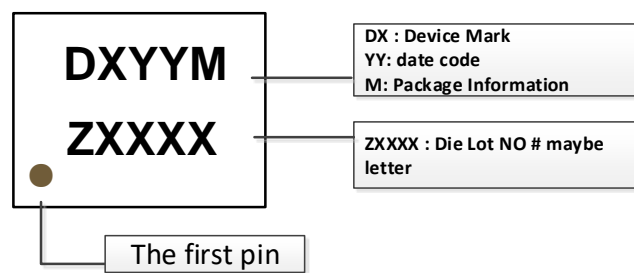 DXYYM
ZXXXX
DX : Device Mark
YY: date code
M: Package Information
ZXXXX : Die Lot NO # maybe
letter
The first pin